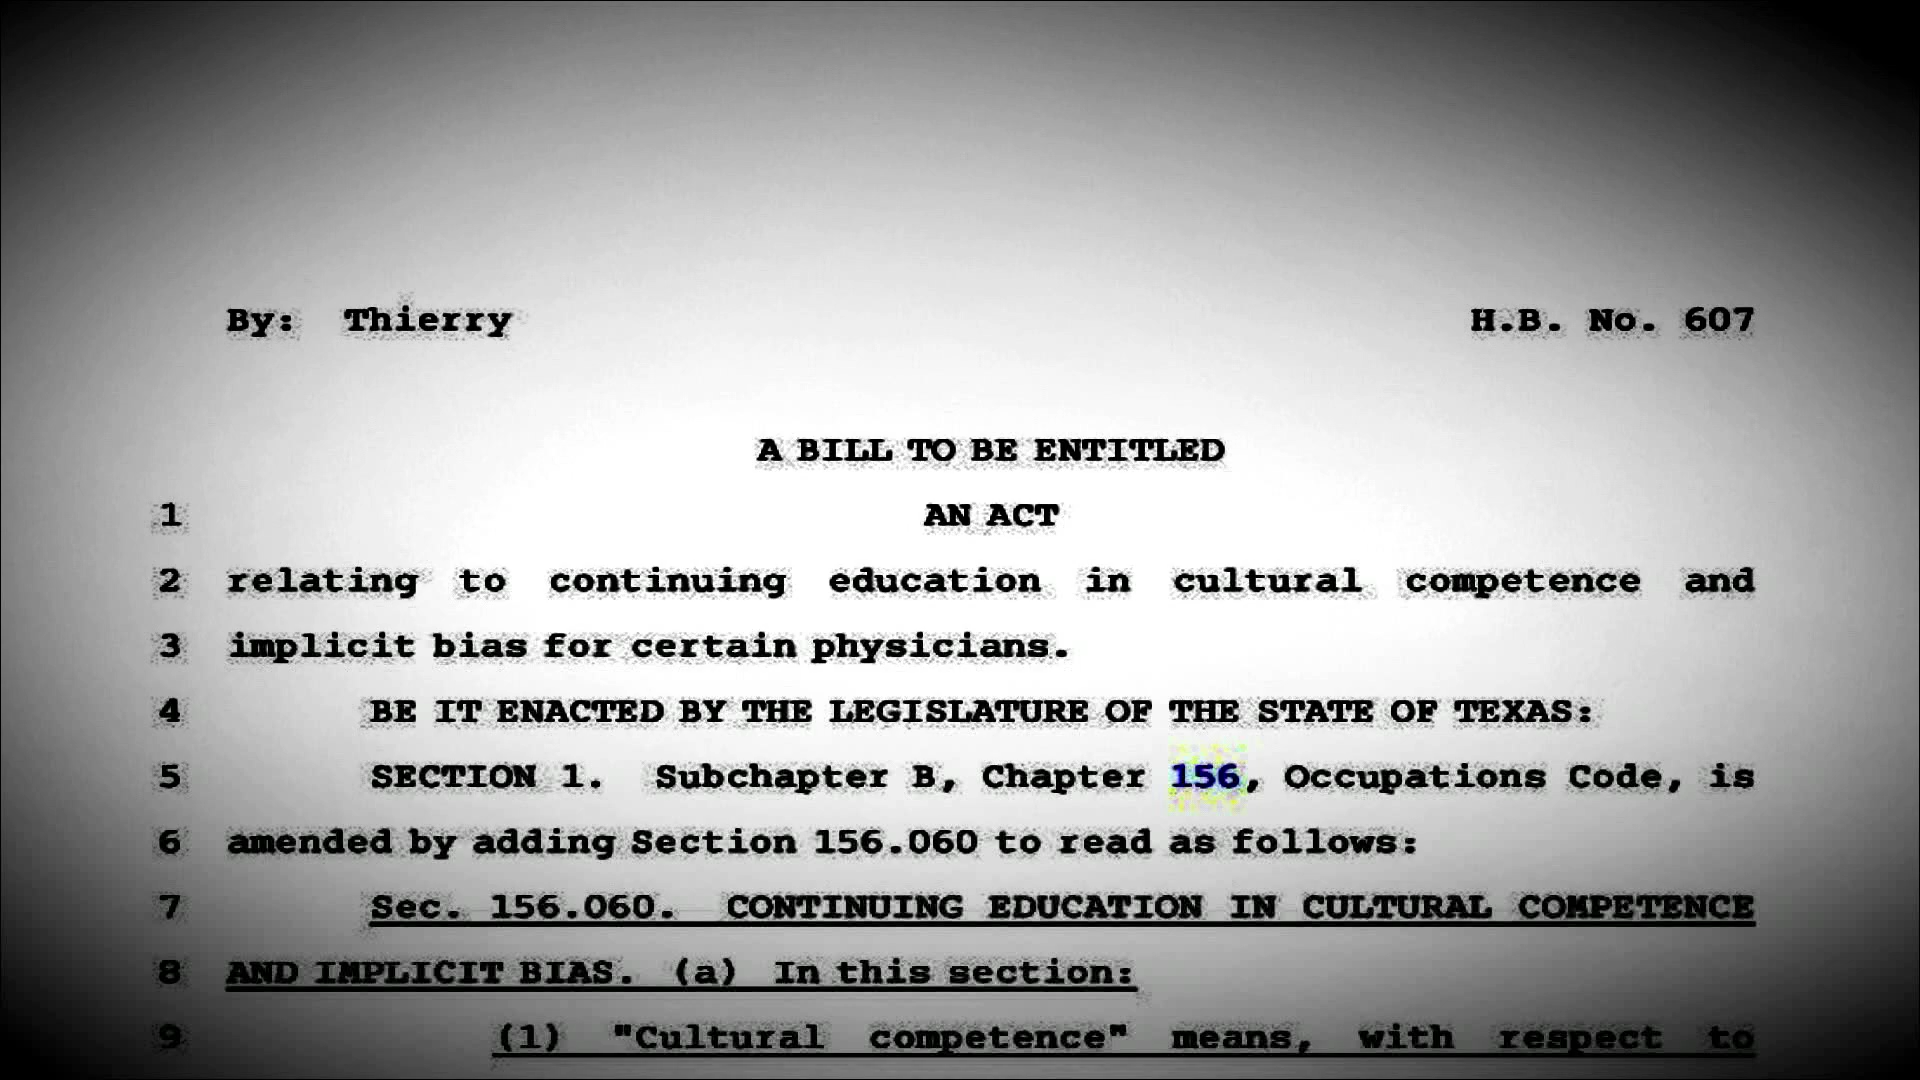 By: Thierry H.B. No. 607
A BILL TO BE ENTITLED
1 AN ACT
2 relating to continuing education in cultural competence and
3 implicit bias for certain physicians.
4 BE IT ENACTED BY THE LEGISLATURE OF THE STATE OF TEXAS:
5 SECTION 1. Subchapter B, Chapter 156, Occupations Code, is
6 amended by adding Section 156.060 to read as follows:
7 Sec. 156.060. CONTINUING EDUCATION IN CULTURAL COMPETENCE
8 AND IMPLICIT BIAS. (a) In this section:
9 (1) "Cultural competence" means, with respect to